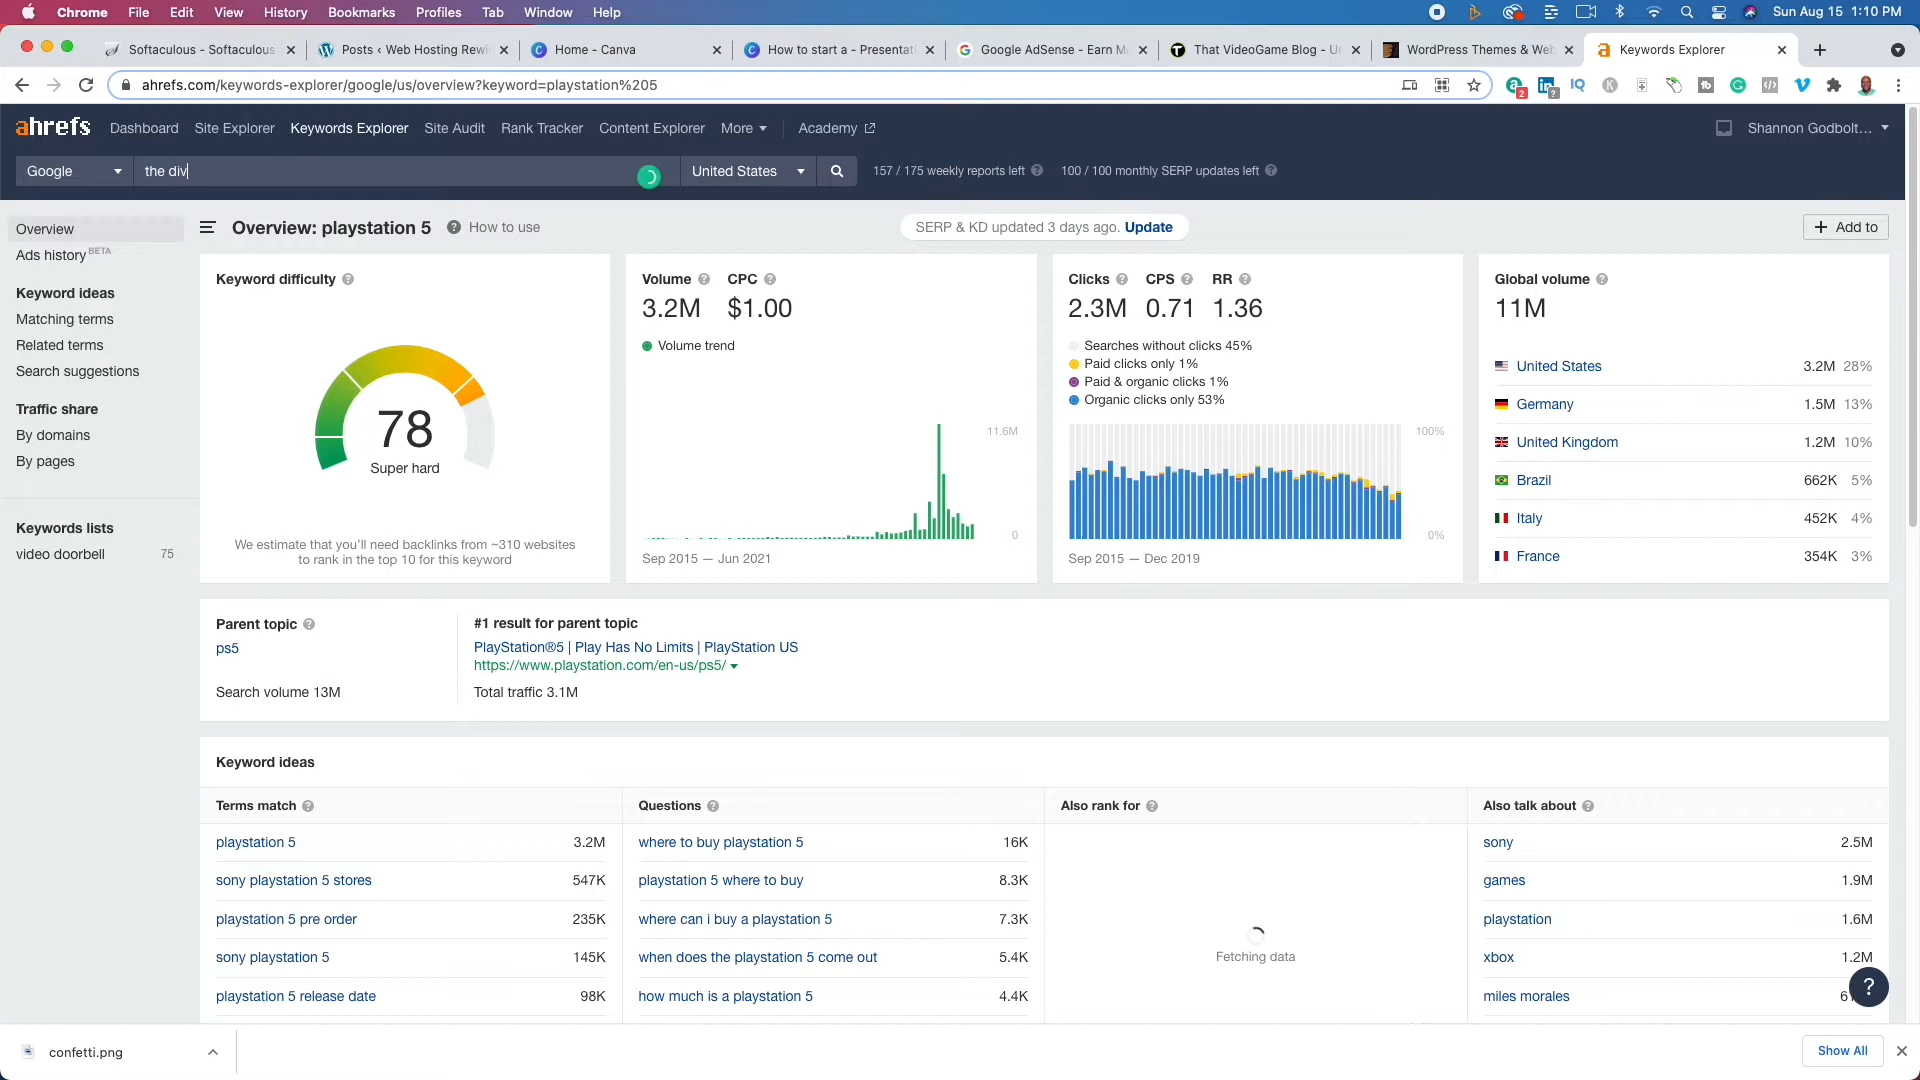 Chrome File Edit View History Bookmarks Profiles Tab Window Help Sun Aug 15 1:10 PM
Softaculous - Softaculous Posts ‹ Web Hosting Rewi Home - Canva How to start a - Presentati Google AdSense - Earn M That VideoGame Blog - Ur WordPress Themes & Web Keywords Explorer
ahrefs.com/keywords-explorer/google/us/overview?keyword=playstation%205
ahrefs Dashboard Site Explorer Keywords Explorer Site Audit Rank Tracker Content Explorer More Academy Shannon Godbolt...
Google the div United States 157 / 175 weekly reports left 100 / 100 monthly SERP updates left
Overview
Ads history BETA
Keyword ideas
Matching terms
Related terms
Search suggestions
Traffic share
By domains
By pages
Keywords lists
video doorbell 75
Overview: playstation 5 How to use SERP & KD updated 3 days ago. Update + Add to
Keyword difficulty
78
Super hard
We estimate that you'll need backlinks from ~310 websites
to rank in the top 10 for this keyword
Volume CPC
3.2M $1.00
Volume trend
11.6M
0
Sep 2015 — Jun 2021
Clicks CPS RR
2.3M 0.71 1.36
Searches without clicks 45%
Paid clicks only 1%
Paid & organic clicks 1%
Organic clicks only 53%
100%
0%
Sep 2015 — Dec 2019
Global volume
11M
United States 3.2M 28%
Germany 1.5M 13%
United Kingdom 1.2M 10%
Brazil 662K 5%
Italy 452K 4%
France 354K 3%
Parent topic
ps5
Search volume 13M
#1 result for parent topic
PlayStation®5 | Play Has No Limits | PlayStation US
https://www.playstation.com/en-us/ps5/
Total traffic 3.1M
Keyword ideas
Terms match
playstation 5 3.2M
sony playstation 5 stores 547K
playstation 5 pre order 235K
sony playstation 5 145K
playstation 5 release date 98K
Questions
where to buy playstation 5 16K
playstation 5 where to buy 8.3K
where can i buy a playstation 5 7.3K
when does the playstation 5 come out 5.4K
how much is a playstation 5 4.4K
Also rank for
Fetching data
Also talk about
sony 2.5M
games 1.9M
playstation 1.6M
xbox 1.2M
miles morales
?
confetti.png Show All